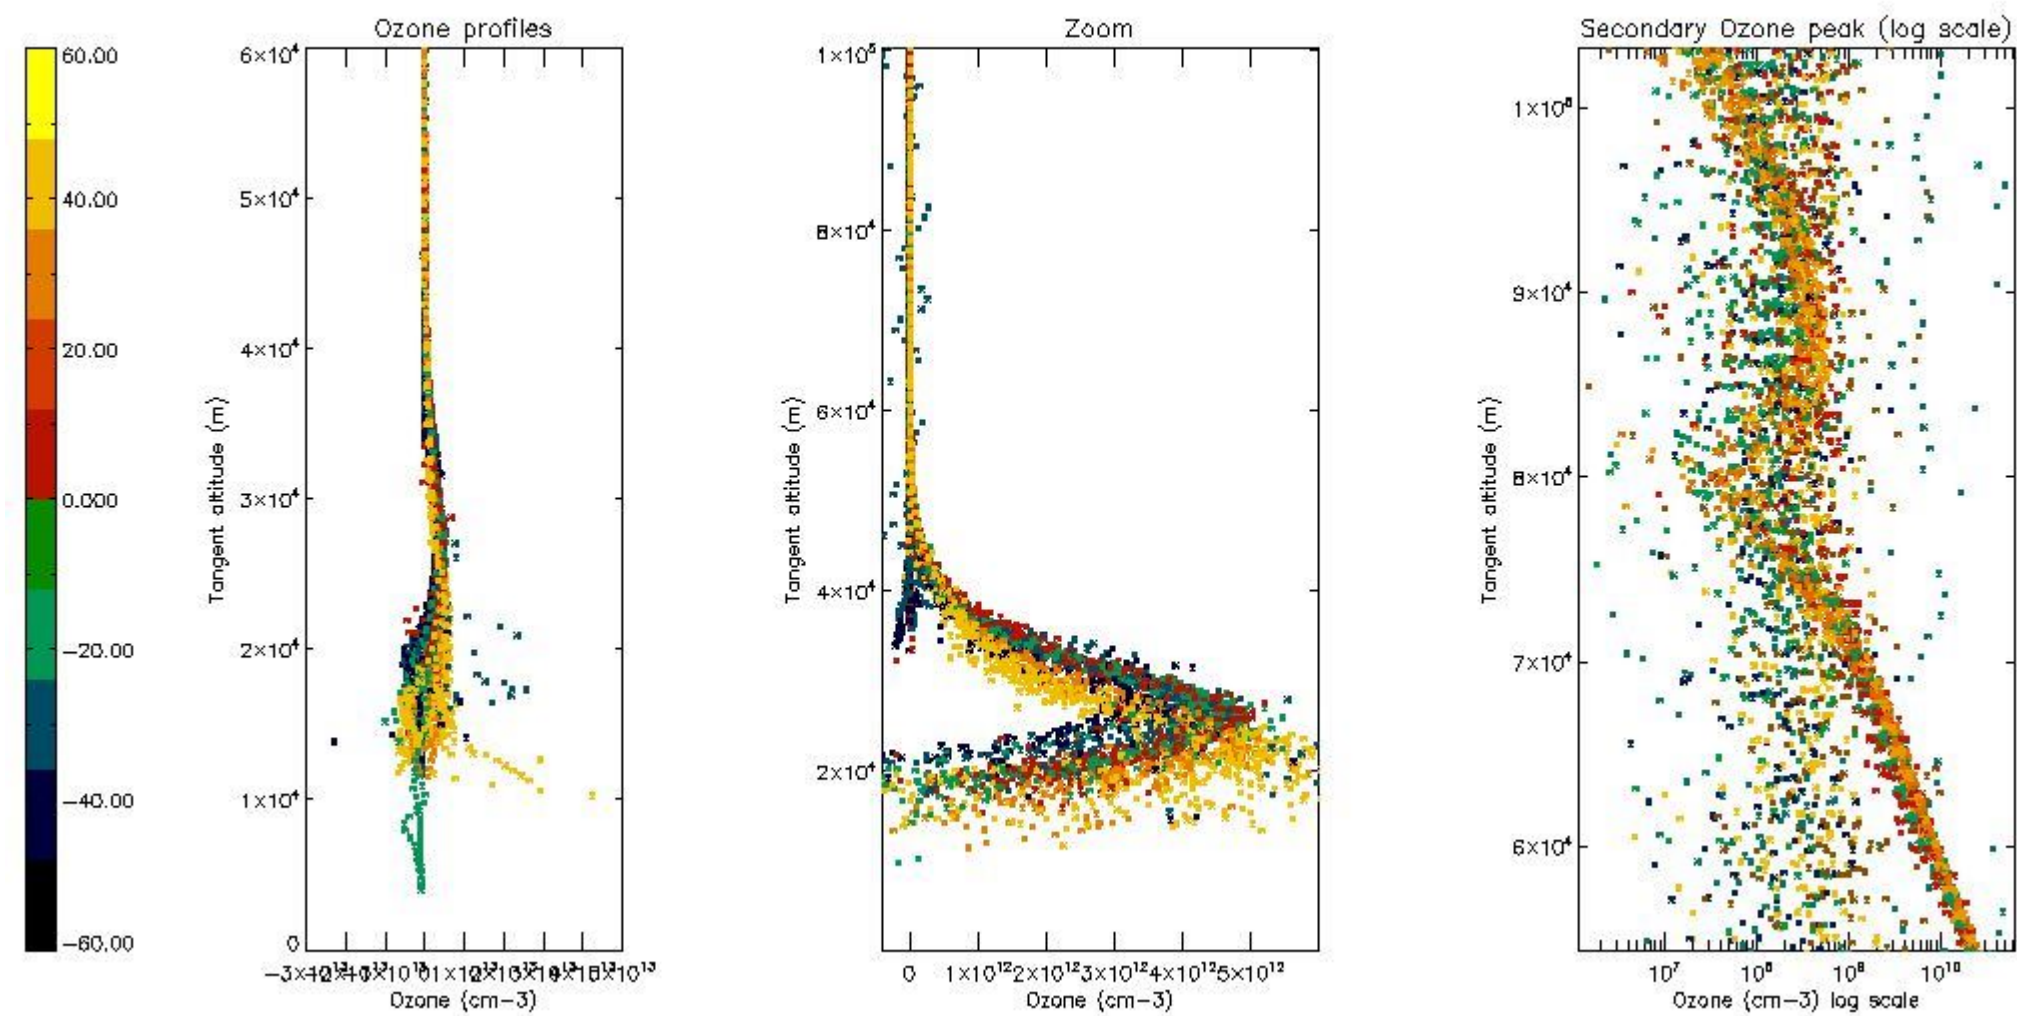 Ozone profiles
Zoom
Secondary Ozone peak (log scale)
60.00
40.00
20.00
0.000
-20.00
-40.00
-60.00
6×10⁴
5×10⁴
4×10⁴
3×10⁴
2×10⁴
1×10⁴
0
Tangent altitude (m)
Ozone (cm-3)
1×10⁵
8×10⁴
6×10⁴
4×10⁴
2×10⁴
Tangent altitude (m)
0 1×10¹² 2×10¹² 3×10¹² 4×10¹² 5×10¹²
Ozone (cm-3)
9×10⁴
8×10⁴
7×10⁴
6×10⁴
Tangent altitude (m)
10⁷ 10⁸ 10⁹ 10¹⁰
Ozone (cm-3) log scale